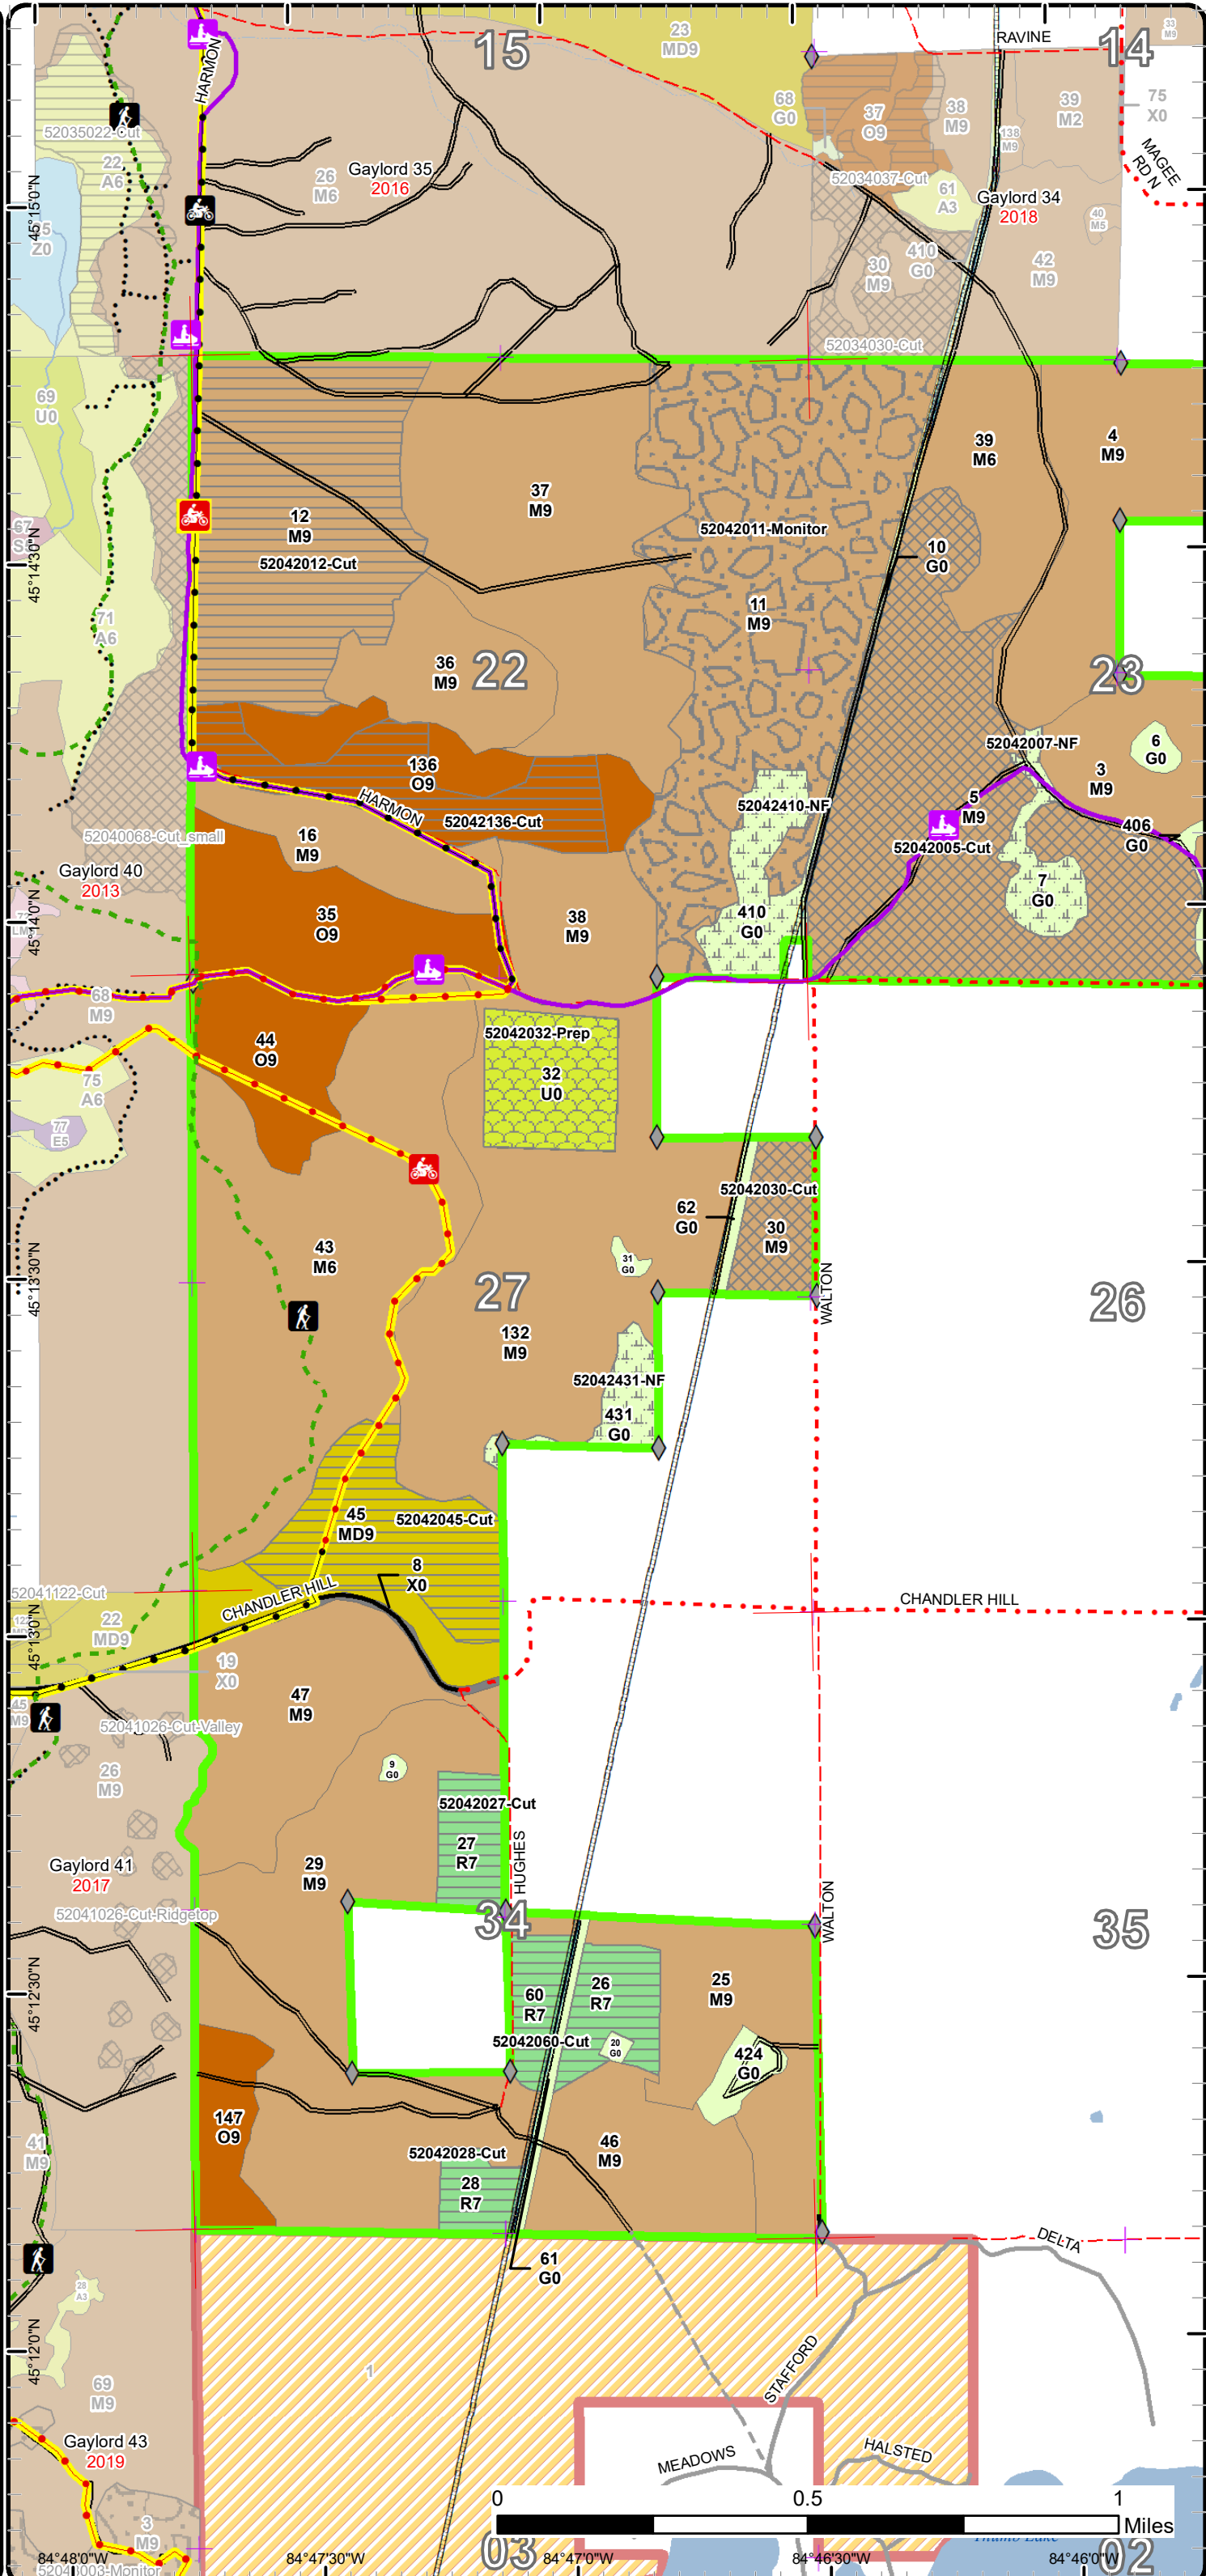 RAVINE
HARMON
15
23
MD9
14
33
M9
68
G0
37
O9
38
M9
39
M2
75
X0
138
M9
MAGEE
RD N
52035022-Cut
22
A6
26
M6
Gaylord 35
2016
52034037-Cut
61
A3
Gaylord 34
2018
40
M5
45°15'0"N
Z0
410
G0
30
M9
42
M9
52034030-Cut
69
U0
39
M6
4
M9
37
M9
12
M9
52042012-Cut
52042011-Monitor
67
10
G0
45°14'30"N
11
M9
71
A6
36
M9
22
23
52042007-NF
6
G0
136
O9
3
M9
HARMON
52042410-NF
5
M9
52042136-Cut
406
G0
52040068-Cut_small
16
M9
52042005-Cut
Gaylord 40
2013
7
G0
35
O9
38
M9
410
G0
45°14'0"N
68
M9
44
O9
52042032-Prep
32
U0
75
A6
77
E5
52042030-Cut
62
G0
30
M9
43
M6
31
G0
45°13'30"N
27
WALTON
26
132
M9
52042431-NF
431
G0
45
MD9
52042045-Cut
8
X0
CHANDLER HILL
CHANDLER HILL
52041122-Cut
22
MD9
45°13'0"N
19
X0
47
M9
45
M9
52041026-Cut-Valley
26
M9
9
G0
52042027-Cut
27
R7
HUGHES
Gaylord 41
2017
29
M9
52041026-Cut-Ridgetop
34
WALTON
35
45°12'30"N
60
R7
26
R7
25
M9
52042060-Cut
20
G0
424
G0
147
O9
41
M9
52042028-Cut
46
M9
28
R7
DELTA
61
G0
28
A3
45°12'0"N
1
69
M9
STAFFORD
Gaylord 43
2019
MEADOWS
HALSTED
0
0.5
1
Miles
3
M9
03
02
84°48'0"W
84°47'30"W
84°47'0"W
84°46'30"W
84°46'0"W